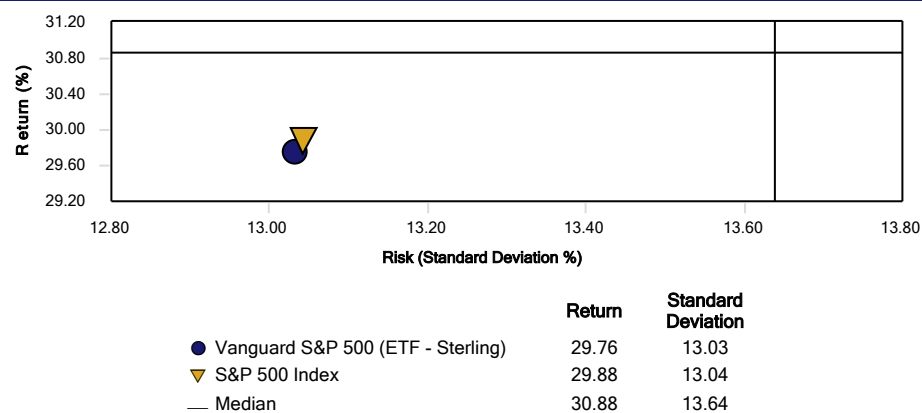 31.20
30.80
30.40
30.00
29.60
29.20
Return (%)
12.80 13.00 13.20 13.40 13.60 13.80
Risk (Standard Deviation %)
Return Standard Deviation
Vanguard S&P 500 (ETF - Sterling) 29.76 13.03
S&P 500 Index 29.88 13.04
Median 30.88 13.64